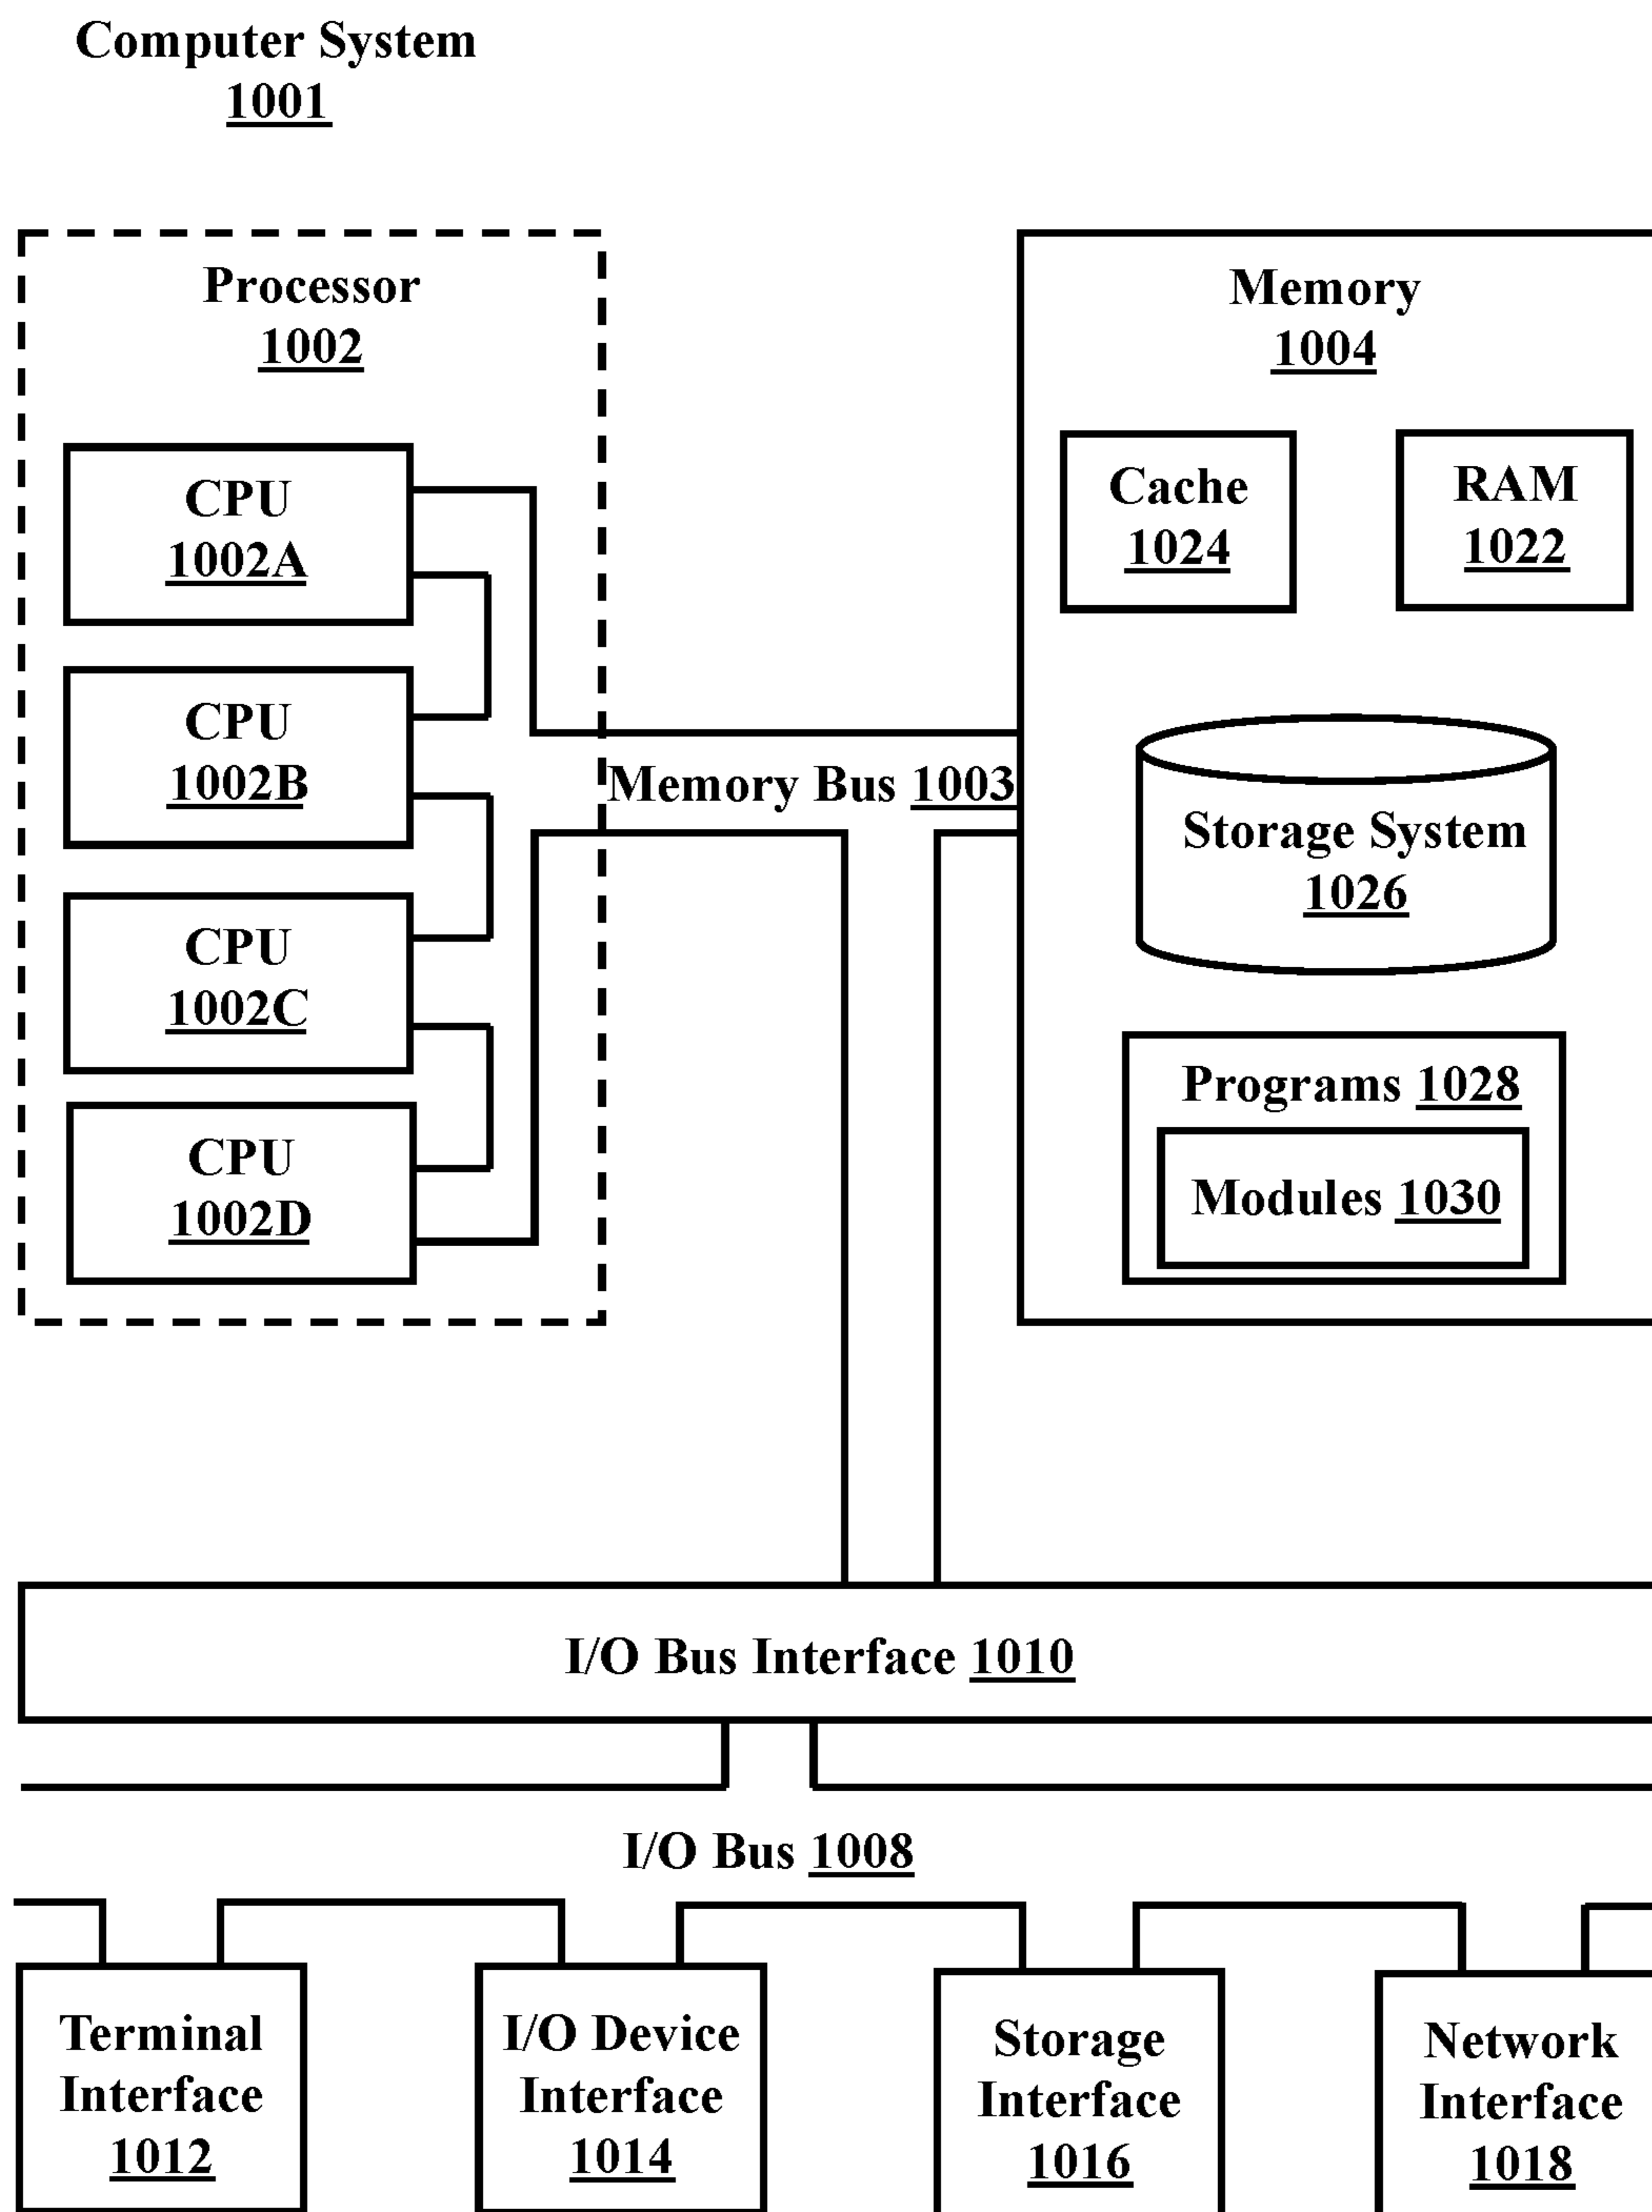 Computer System
1001
Processor
1002
CPU
1002A
CPU
1002B
CPU
1002C
CPU
1002D
Memory Bus 1003
Memory
1004
Cache
1024
RAM
1022
Storage System
1026
Programs 1028
Modules 1030
I/O Bus Interface 1010
I/O Bus 1008
Terminal
Interface
1012
I/O Device
Interface
1014
Storage
Interface
1016
Network
Interface
1018